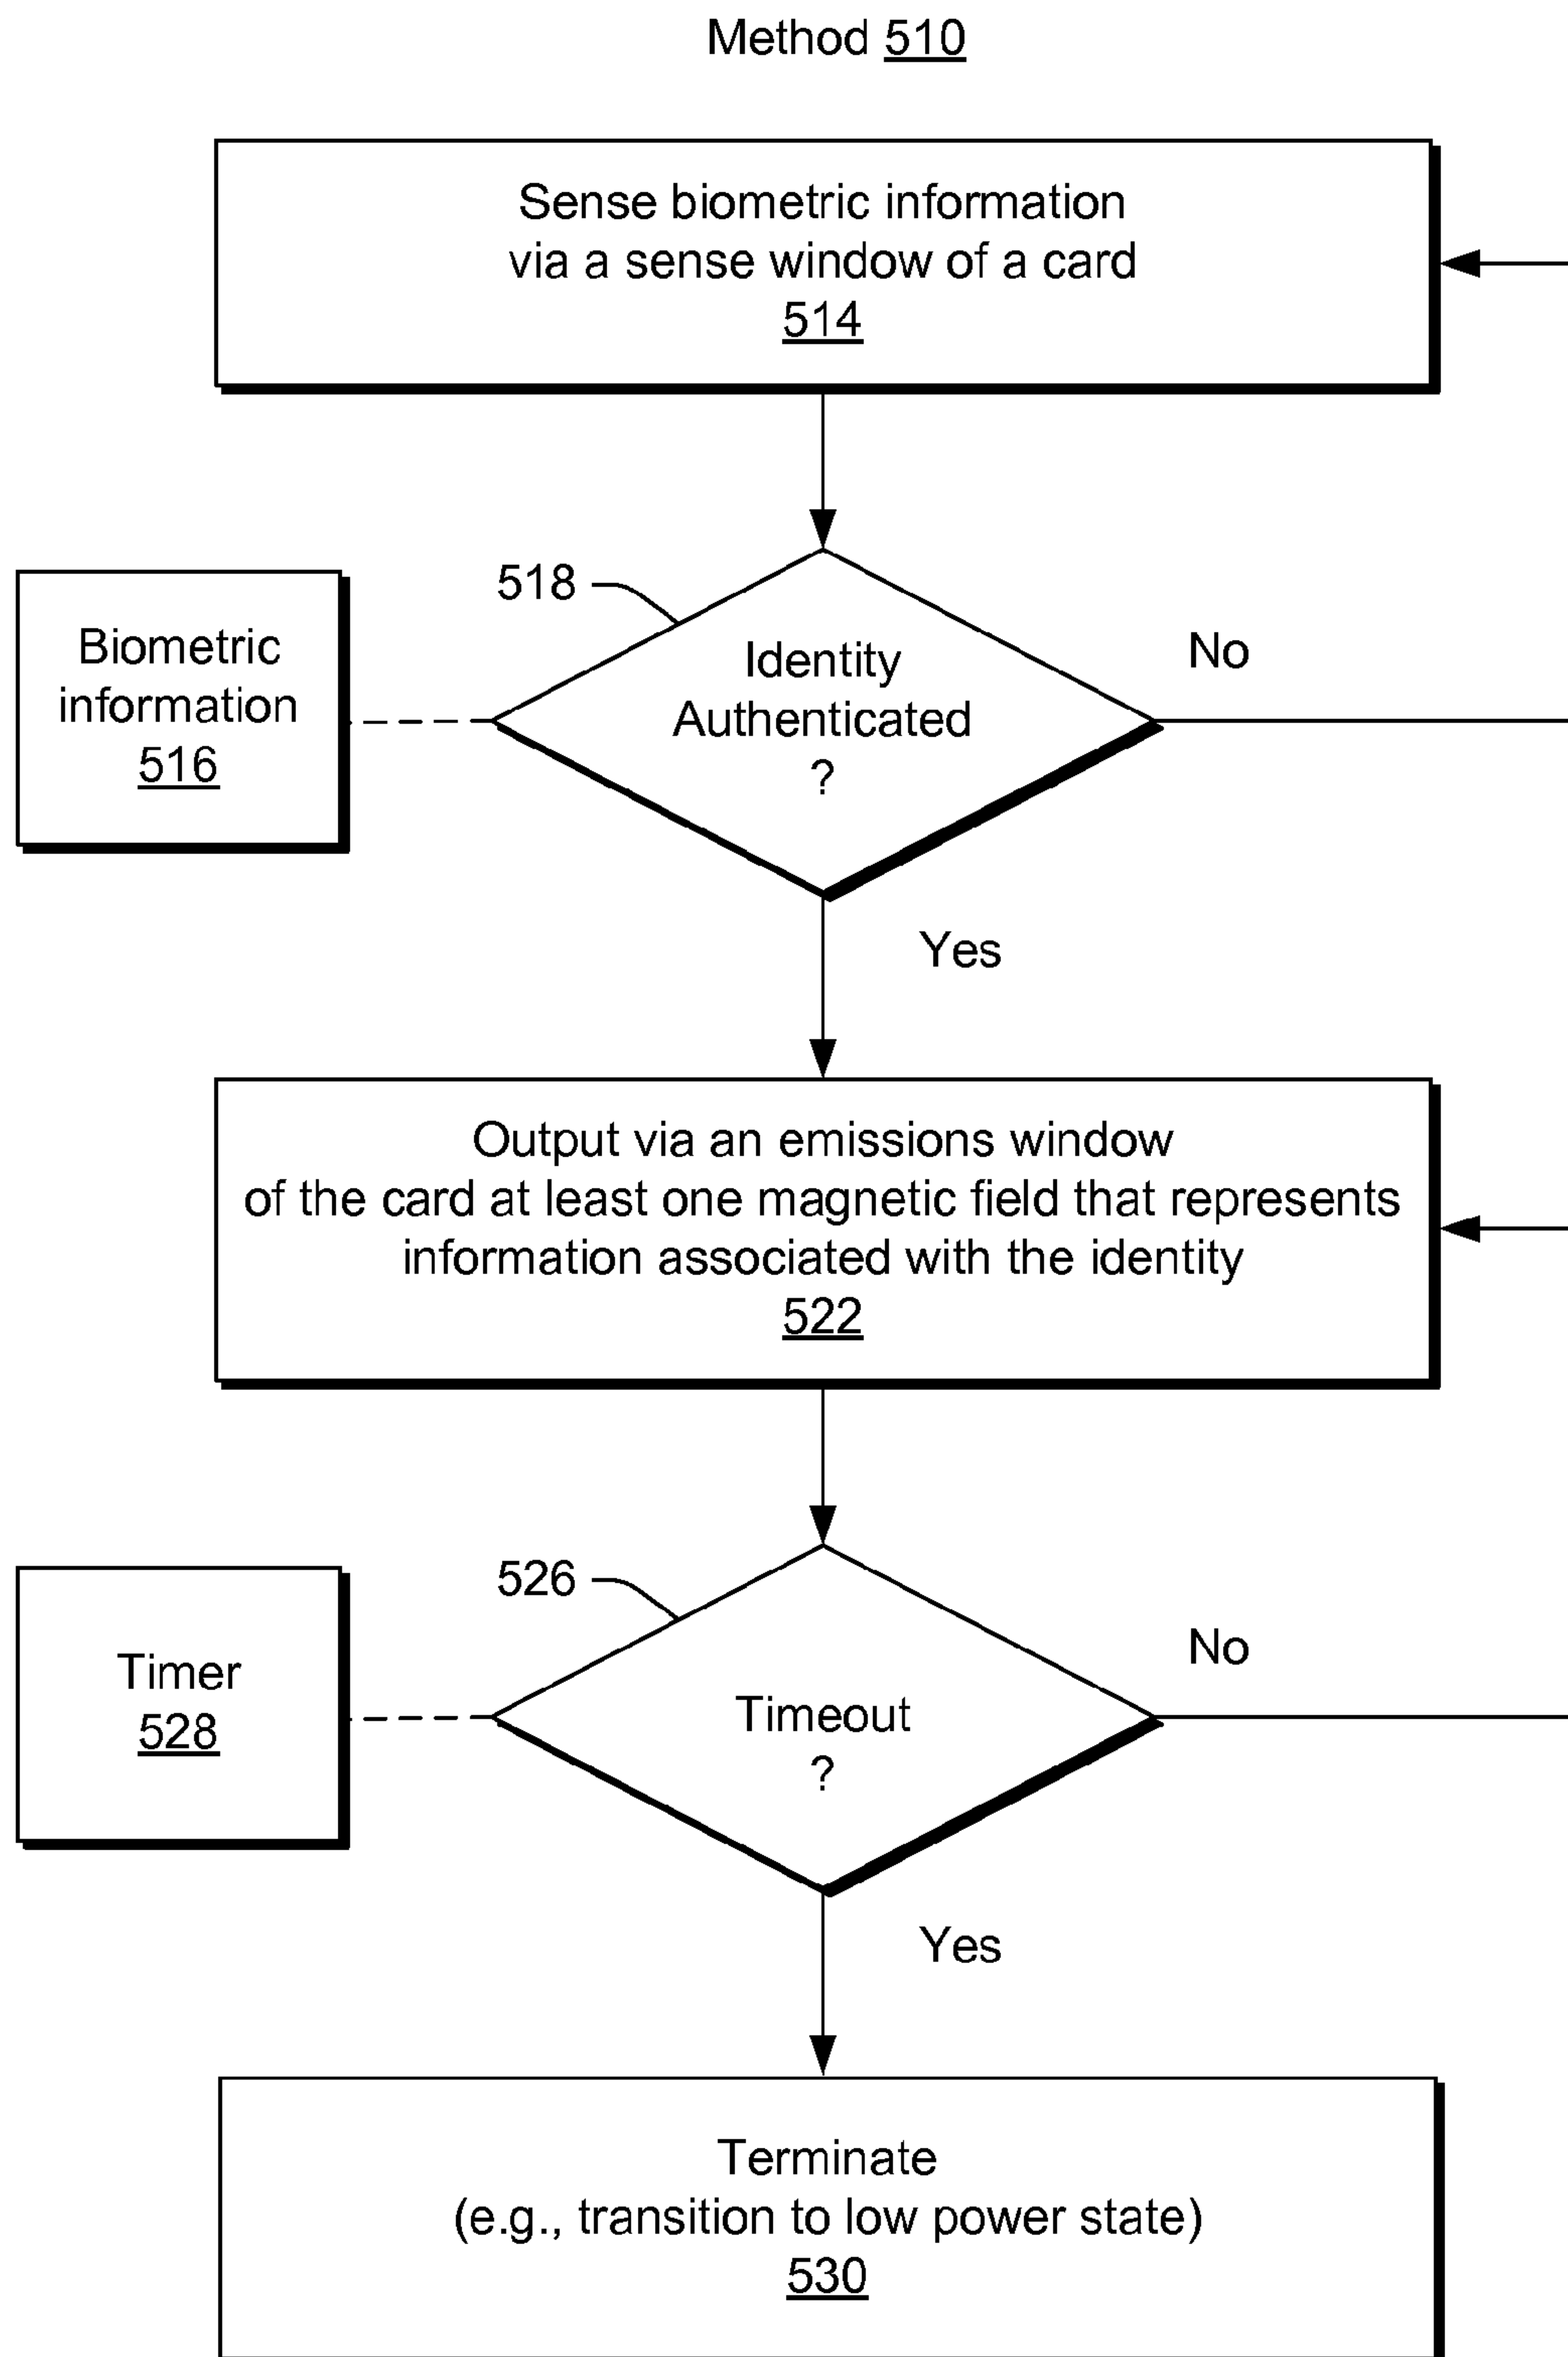 Method 510
Sense biometric information
via a sense window of a card
514
518
Biometric
information
516
Identity
Authenticated
?
No
Yes
Output via an emissions window
of the card at least one magnetic field that represents
information associated with the identity
522
526
Timer
528
Timeout
?
No
Yes
Terminate
(e.g., transition to low power state)
530